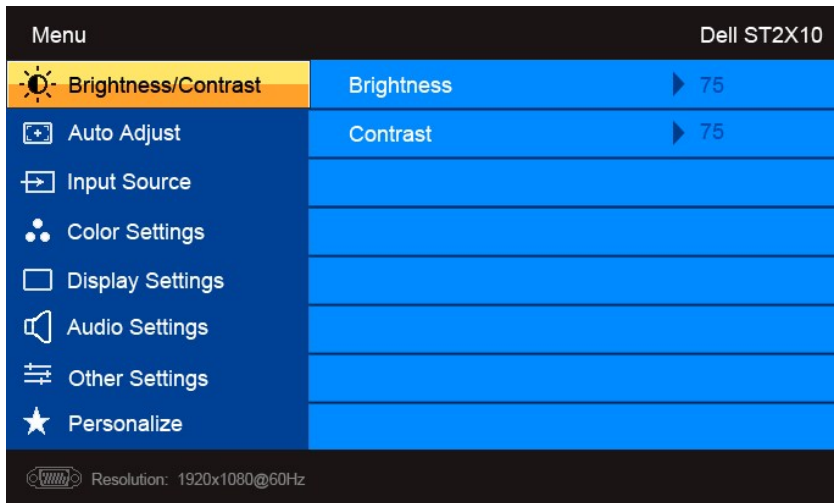 Menu Dell ST2X10
Brightness/Contrast Brightness 75
Auto Adjust Contrast 75
Input Source
Color Settings
Display Settings
Audio Settings
Other Settings
Personalize
Resolution: 1920x1080@60Hz